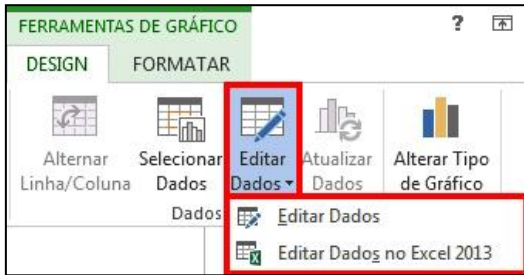 FERRAMENTAS DE GRÁFICO ?
DESIGN FORMATAR
Alternar Linha/Coluna
Selecionar Dados
Editar Dados
Atualizar Dados
Alterar Tipo de Gráfico
Dados
Editar Dados
Editar Dados no Excel 2013